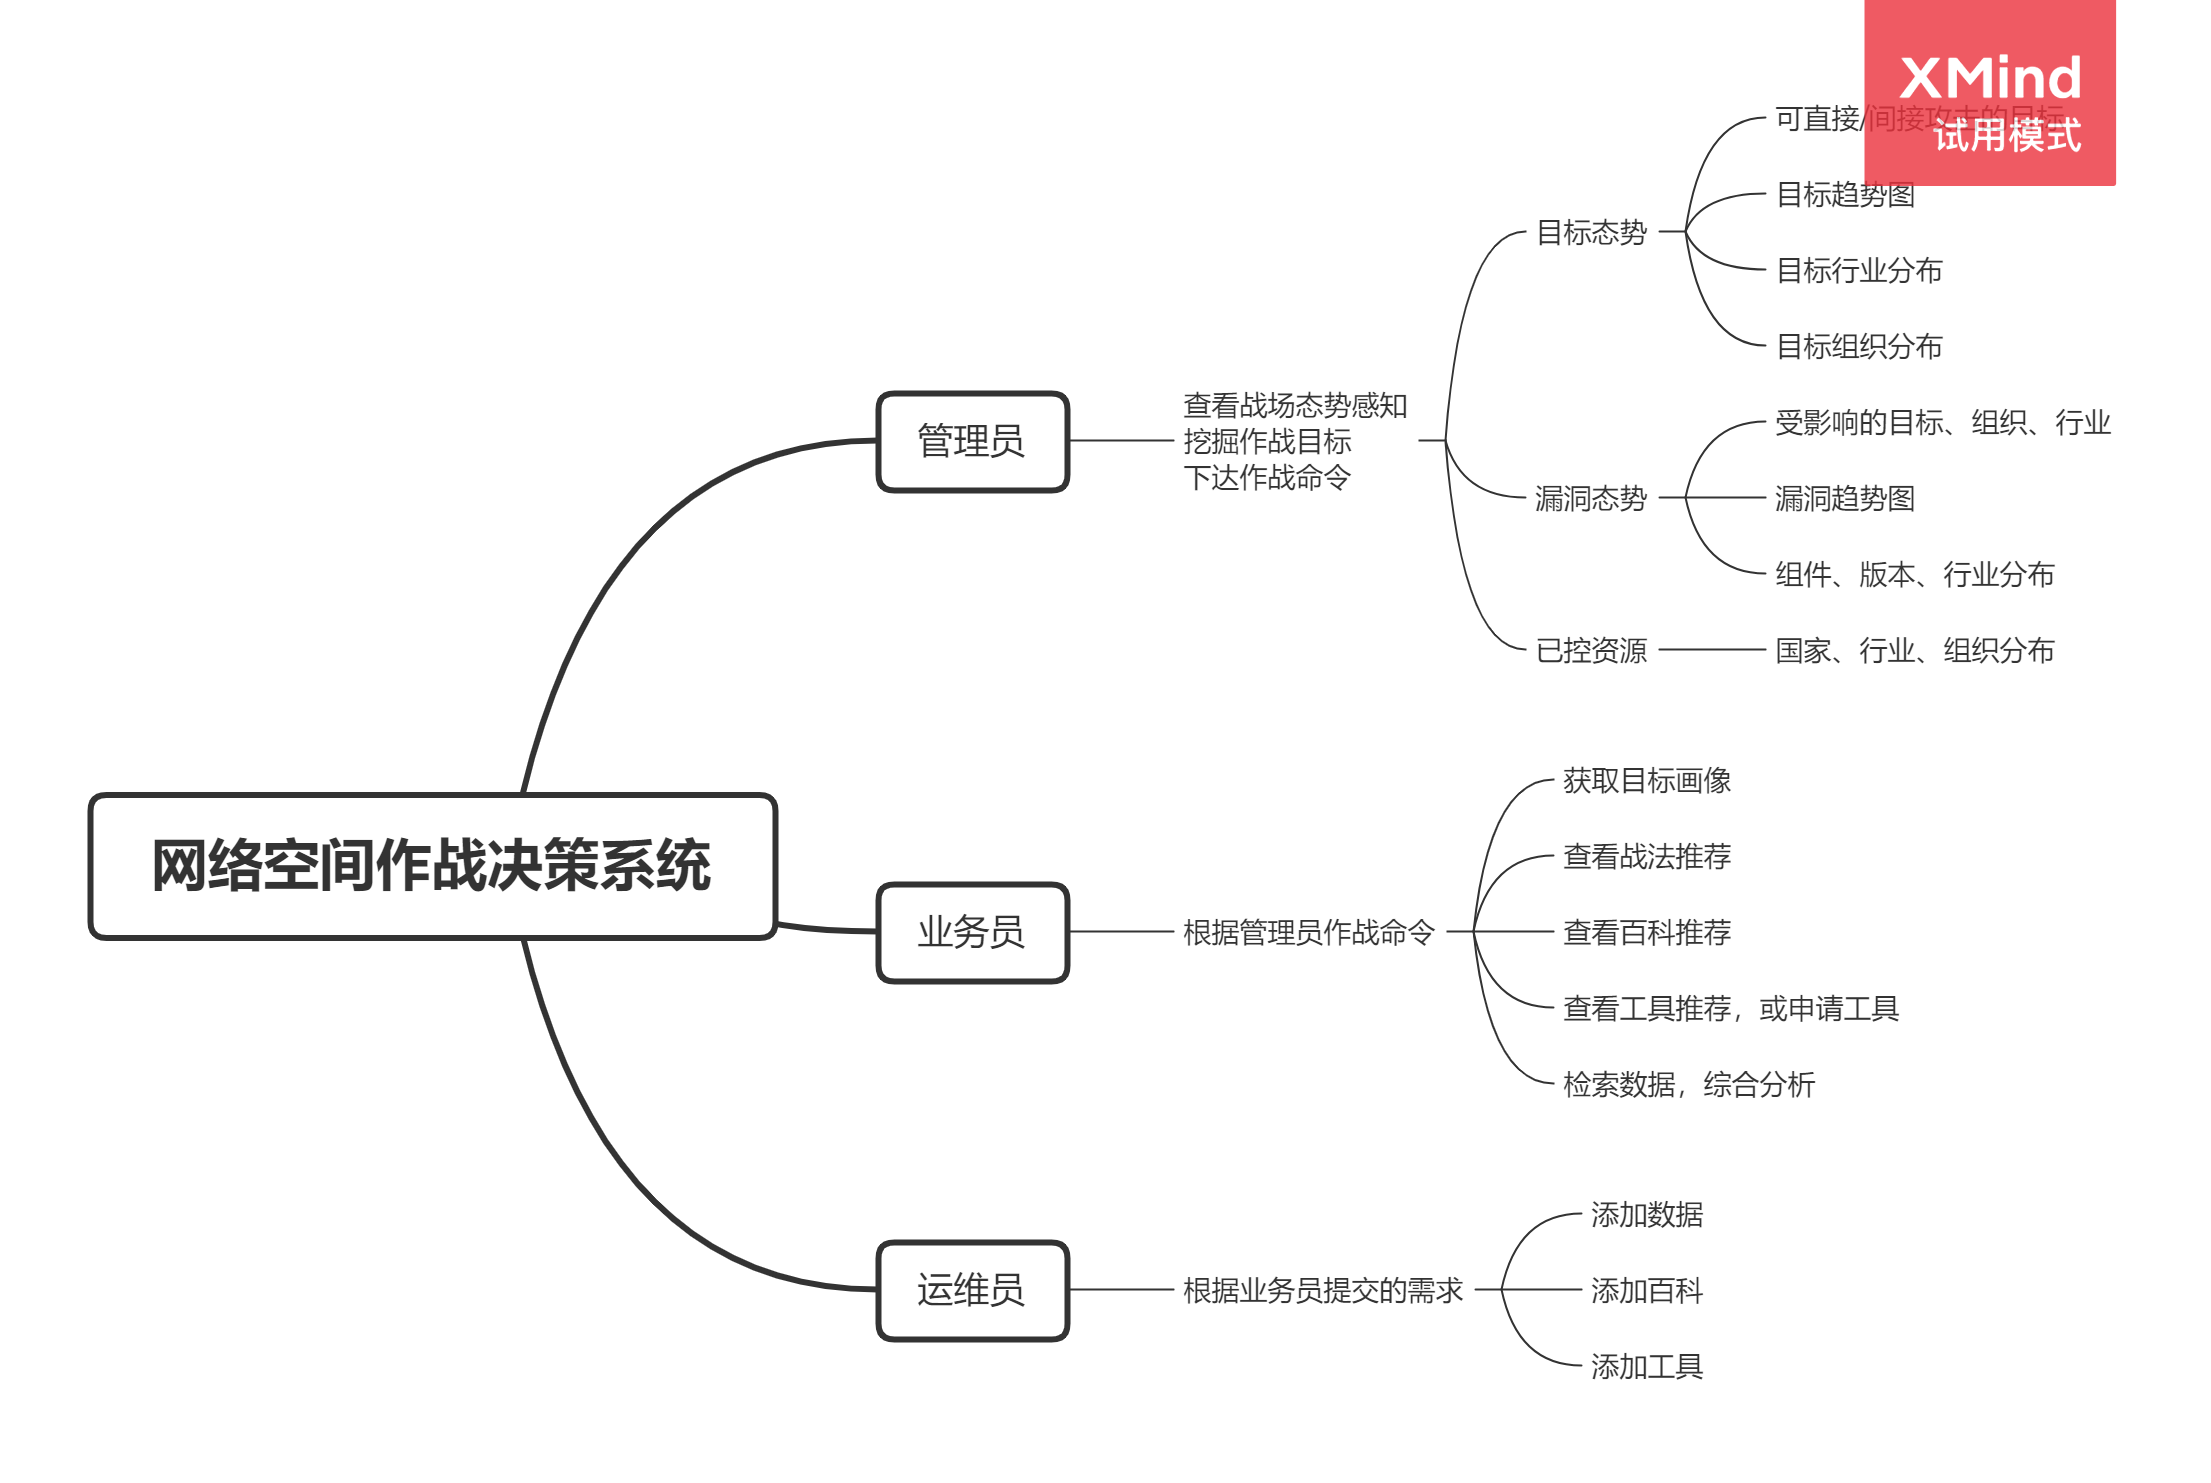 XMind
试用模式
可直接/间接攻击的目标
目标趋势图
目标态势
目标行业分布
目标组织分布
查看战场态势感知
挖掘作战目标
下达作战命令
管理员
受影响的目标、组织、行业
漏洞态势
漏洞趋势图
组件、版本、行业分布
已控资源
国家、行业、组织分布
网络空间作战决策系统
业务员
根据管理员作战命令
获取目标画像
查看战法推荐
查看百科推荐
查看工具推荐，或申请工具
检索数据，综合分析
运维员
根据业务员提交的需求
添加数据
添加百科
添加工具